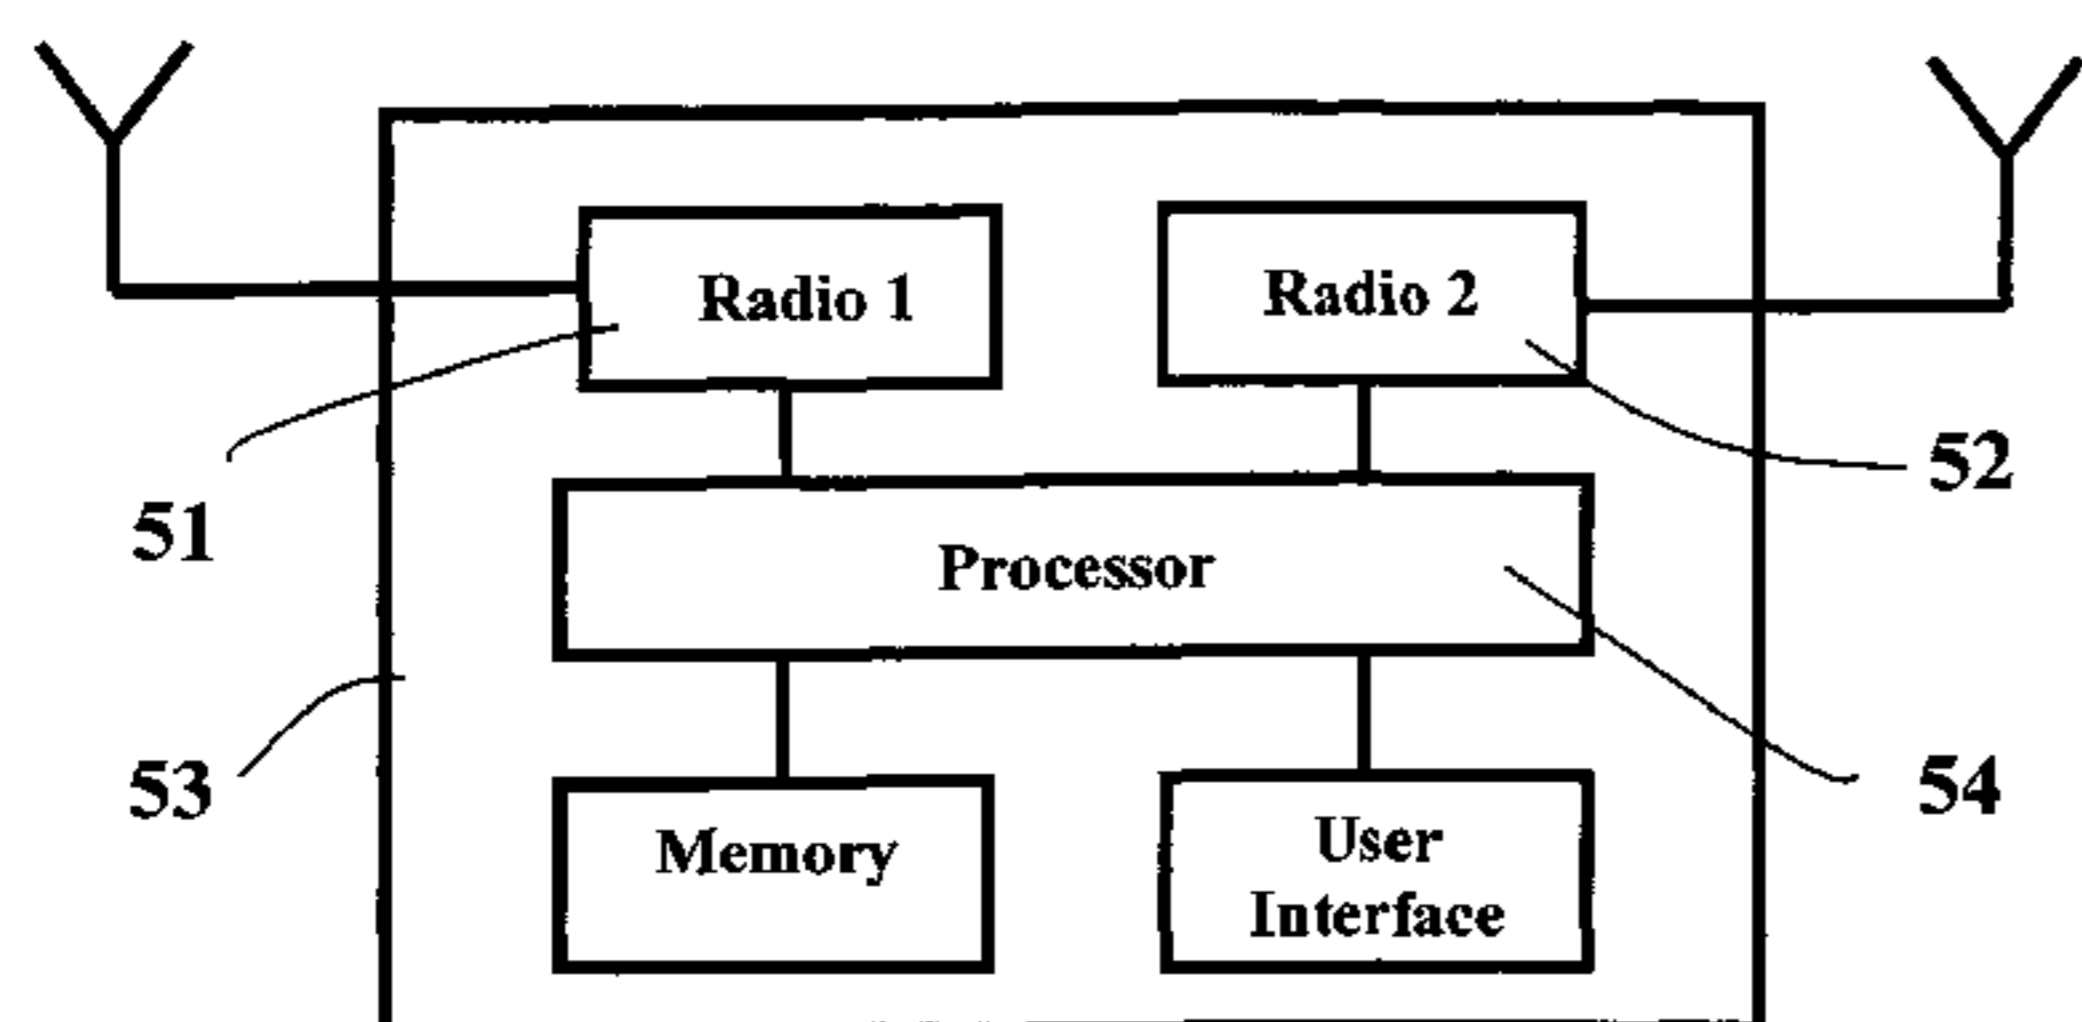 Radio 1
Radio 2
51
52
Processor
53
54
Memory
User
Interface